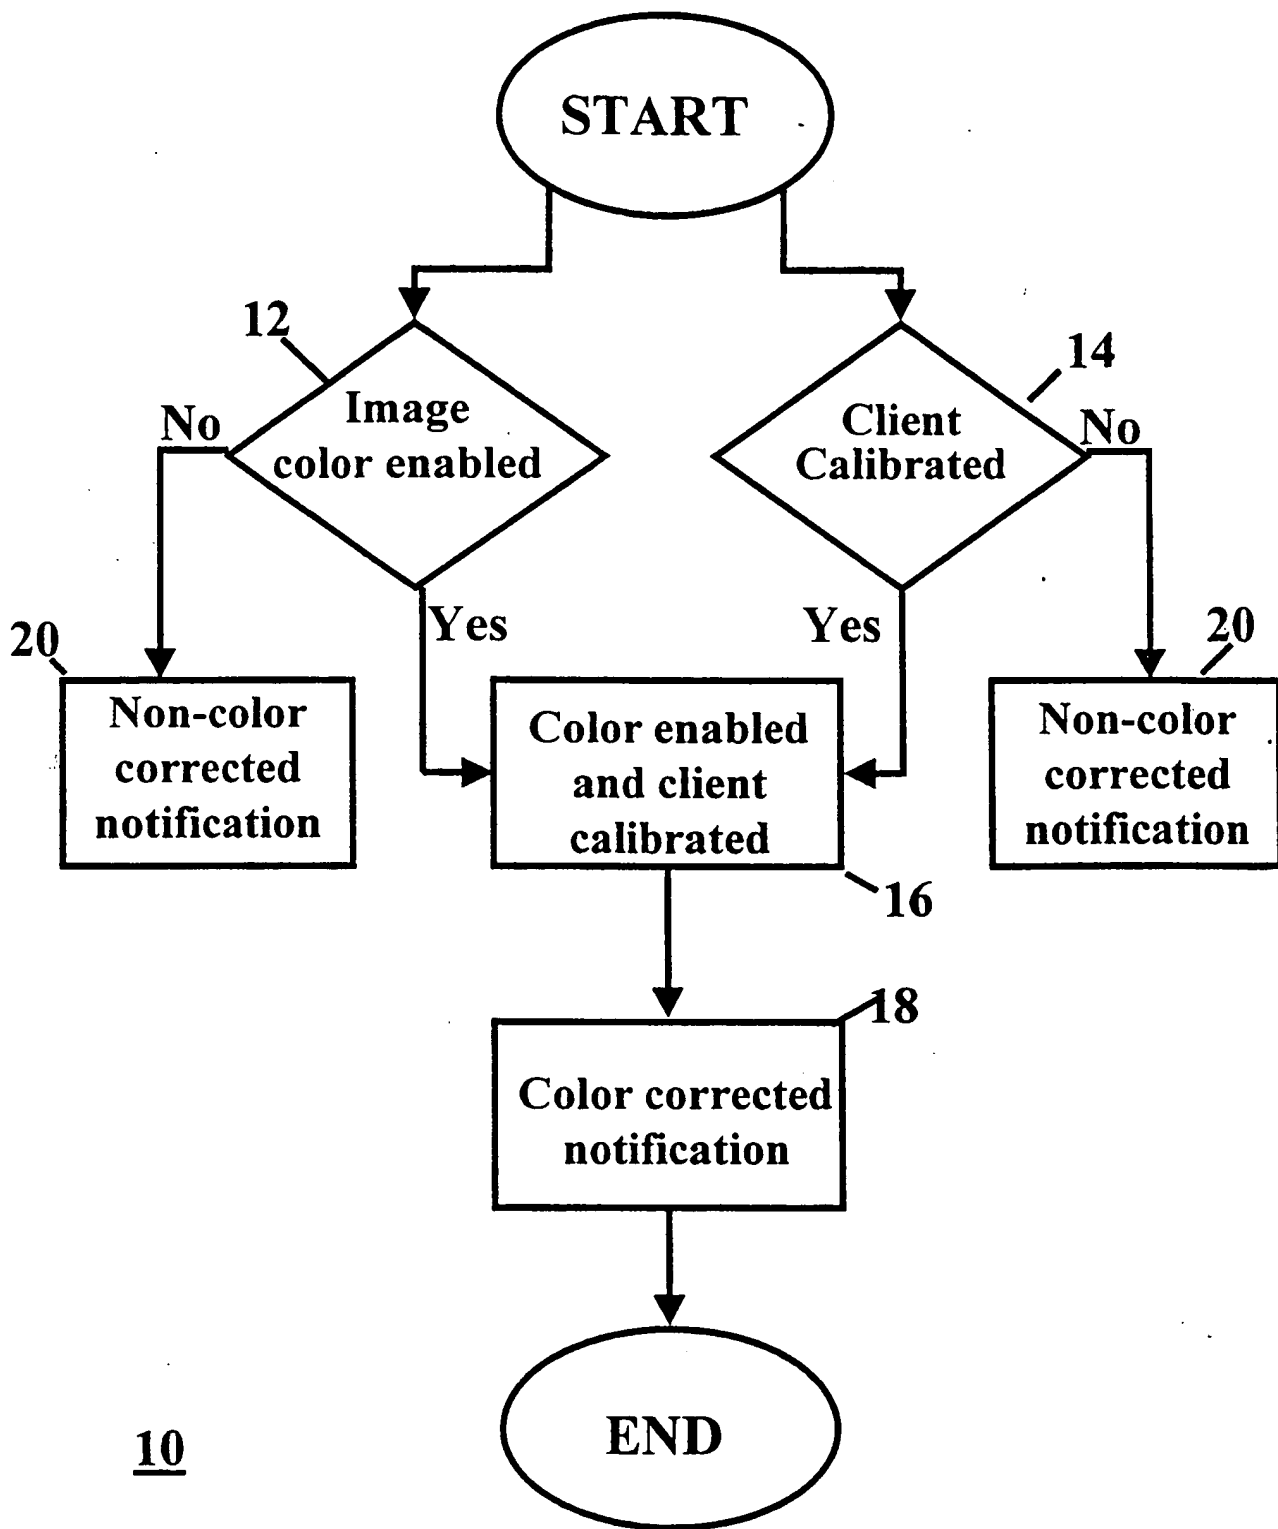 START
12
14
Image
color enabled
Client
Calibrated
No
No
Yes
Yes
20
20
Non-color
corrected
notification
Color enabled
and client
calibrated
Non-color
corrected
notification
16
18
Color corrected
notification
END
10